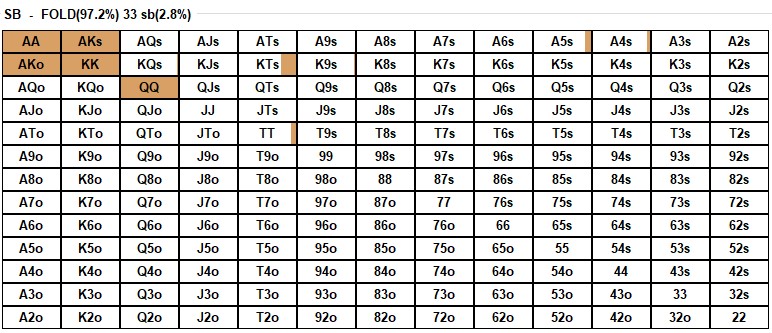 SB - FOLD(97.2%) 33 sb(2.8%)
AA AKs AQs AJs ATs A9s A8s A7s A6s A5s A4s A3s A2s
AKo KK KQs KJs KTs K9s K8s K7s K6s K5s K4s K3s K2s
AQo KQo QQ QJs QTs Q9s Q8s Q7s Q6s Q5s Q4s Q3s Q2s
AJo KJo QJo JJ JTs J9s J8s J7s J6s J5s J4s J3s J2s
ATo KTo QTo JTo TT T9s T8s T7s T6s T5s T4s T3s T2s
A9o K9o Q9o J9o T9o 99 98s 97s 96s 95s 94s 93s 92s
A8o K8o Q8o J8o T8o 98o 88 87s 86s 85s 84s 83s 82s
A7o K7o Q7o J7o T7o 97o 87o 77 76s 75s 74s 73s 72s
A6o K6o Q6o J6o T6o 96o 86o 76o 66 65s 64s 63s 62s
A5o K5o Q5o J5o T5o 95o 85o 75o 65o 55 54s 53s 52s
A4o K4o Q4o J4o T4o 94o 84o 74o 64o 54o 44 43s 42s
A3o K3o Q3o J3o T3o 93o 83o 73o 63o 53o 43o 33 32s
A2o K2o Q2o J2o T2o 92o 82o 72o 62o 52o 42o 32o 22